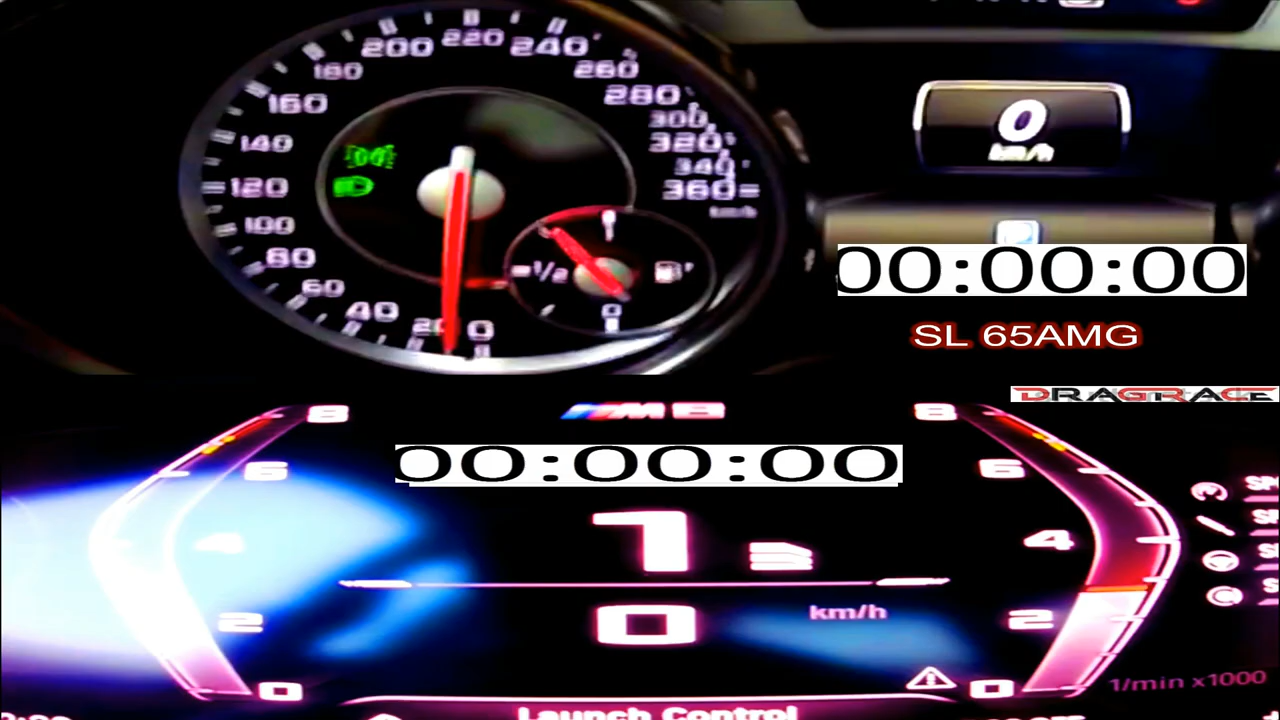 200 220 240
180 260
160 280
300
140 320
340
120 360
km/h
100
80
60
40
20 0
1/2
0
0
km/h
P
00:00:00
SL 65AMG
DRAGRACE
8 M8 8
00:00:00
6 6
4 1 4
0
km/h
2 2
0 0
1/min x1000
Launch Control